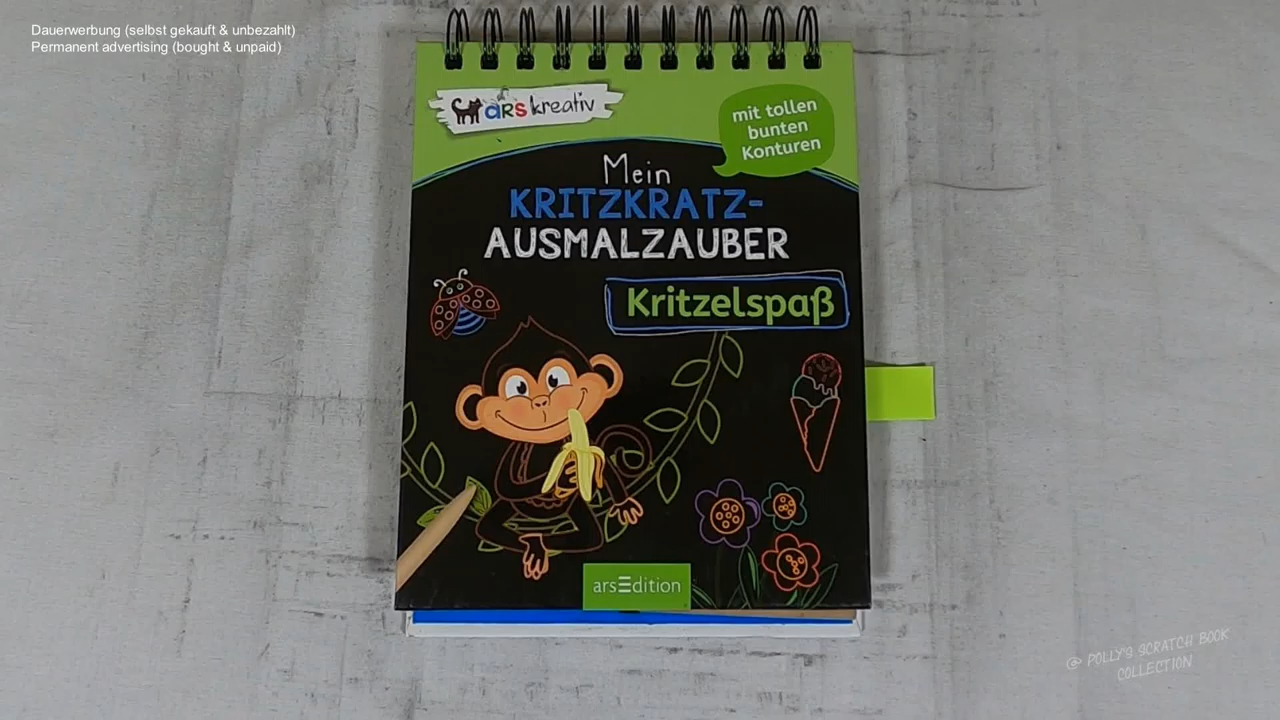 Dauerwerbung (selbst gekauft & unbezahlt)
Permanent advertising (bought & unpaid)
ars kreativ
mit tollen
bunten
Konturen
Mein
KRITZKRATZ-
AUSMALZAUBER
Kritzelspaß
arsEdition
@ POLLY'S SCRATCH BOOK
COLLECTION